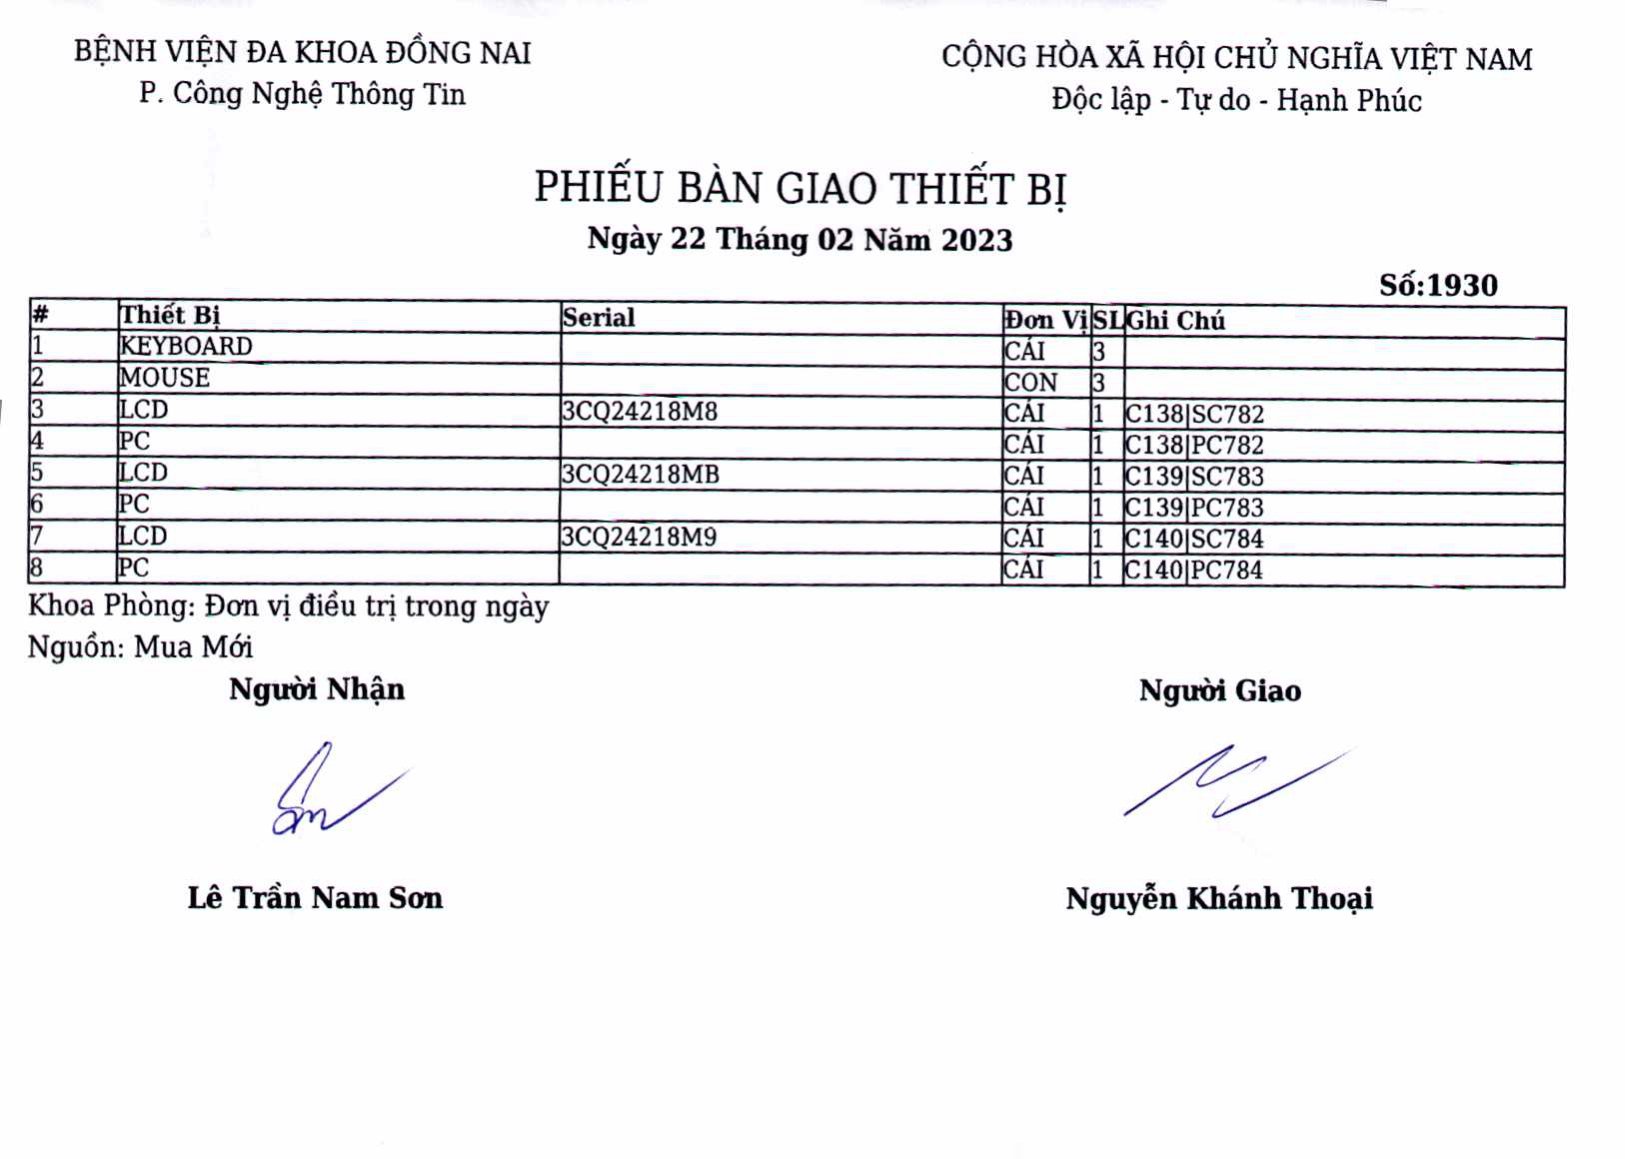 BỆNH VIỆN ĐA KHOA ĐỒNG NAI
P. Công Nghệ Thông Tin
CỘNG HÒA XÃ HỘI CHỦ NGHĨA VIỆT NAM
Độc lập - Tự do - Hạnh Phúc
PHIẾU BÀN GIAO THIẾT BỊ
Ngày 22 Tháng 02 Năm 2023
Số:1930
# Thiết Bị Serial Đơn Vị SL Ghi Chú
1 KEYBOARD CÁI 3
2 MOUSE CON 3
3 LCD 3CQ24218M8 CÁI 1 C138|SC782
4 PC CÁI 1 C138|PC782
5 LCD 3CQ24218MB CÁI 1 C139|SC783
6 PC CÁI 1 C139|PC783
7 LCD 3CQ24218M9 CÁI 1 C140|SC784
8 PC CÁI 1 C140|PC784
Khoa Phòng: Đơn vị điều trị trong ngày
Nguồn: Mua Mới
Người Nhận Người Giao
Lê Trần Nam Sơn Nguyễn Khánh Thoại